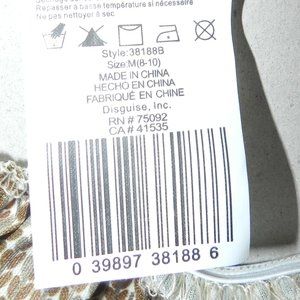 Repasser à basse température si nécessaire
Ne pas nettoyer à sec
Style:38188B
Size:M(8-10)
MADE IN CHINA
HECHO EN CHINA
FABRIQUÉ EN CHINE
Disguise, Inc.
RN # 75092
CA # 41535
0 39897 38188 6